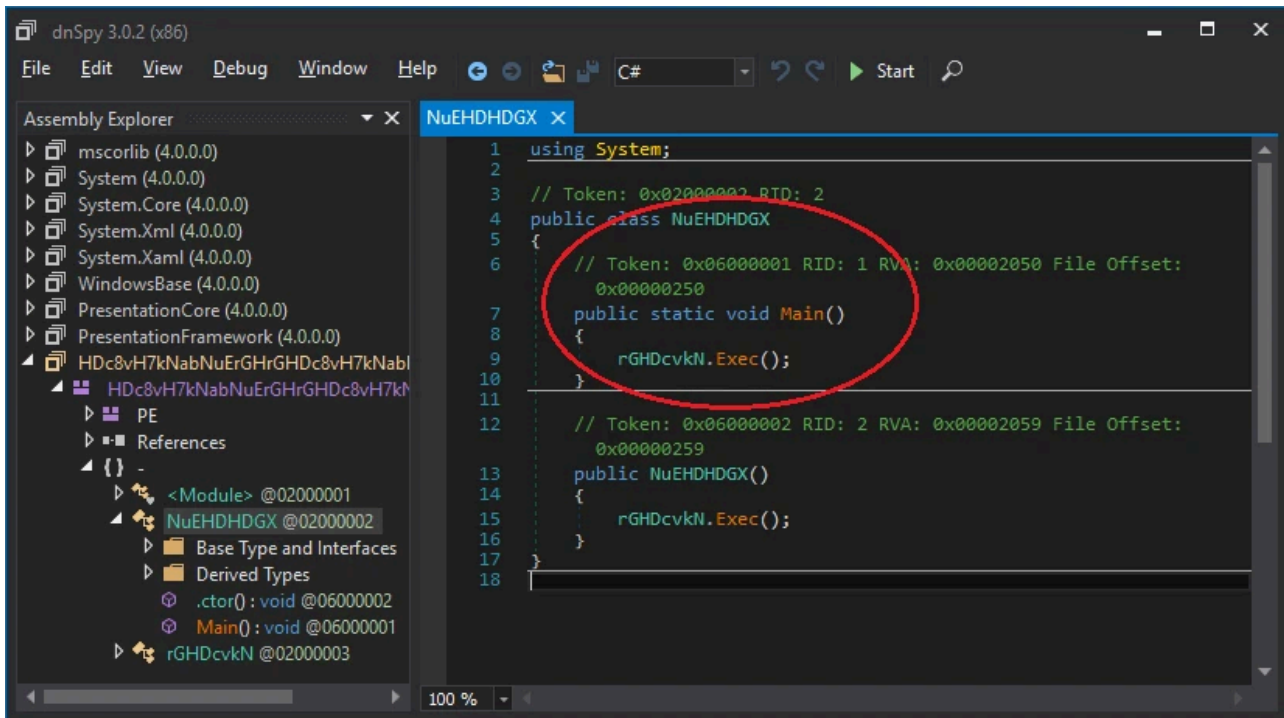 dnSpy 3.0.2 (x86)
File Edit View Debug Window Help C# Start
Assembly Explorer
mscorlib (4.0.0.0)
System (4.0.0.0)
System.Core (4.0.0.0)
System.Xml (4.0.0.0)
System.Xaml (4.0.0.0)
WindowsBase (4.0.0.0)
PresentationCore (4.0.0.0)
PresentationFramework (4.0.0.0)
HDc8vH7kNabNuErGHrGHDc8vH7kNabl
HDc8vH7kNabNuErGHrGHDc8vH7kN
PE
References
{ } -
<Module> @02000001
NuEHDHDGX @02000002
Base Type and Interfaces
Derived Types
.ctor() : void @06000002
Main() : void @06000001
rGHDcvkN @02000003
NuEHDHDGX
1 using System;
2
3 // Token: 0x02000002 RID: 2
4 public class NuEHDHDGX
5 {
6 // Token: 0x06000001 RID: 1 RVA: 0x00002050 File Offset:
0x00000250
7 public static void Main()
8 {
9 rGHDcvkN.Exec();
10 }
11
12 // Token: 0x06000002 RID: 2 RVA: 0x00002059 File Offset:
0x00000259
13 public NuEHDHDGX()
14 {
15 rGHDcvkN.Exec();
16 }
17 }
18
100 %